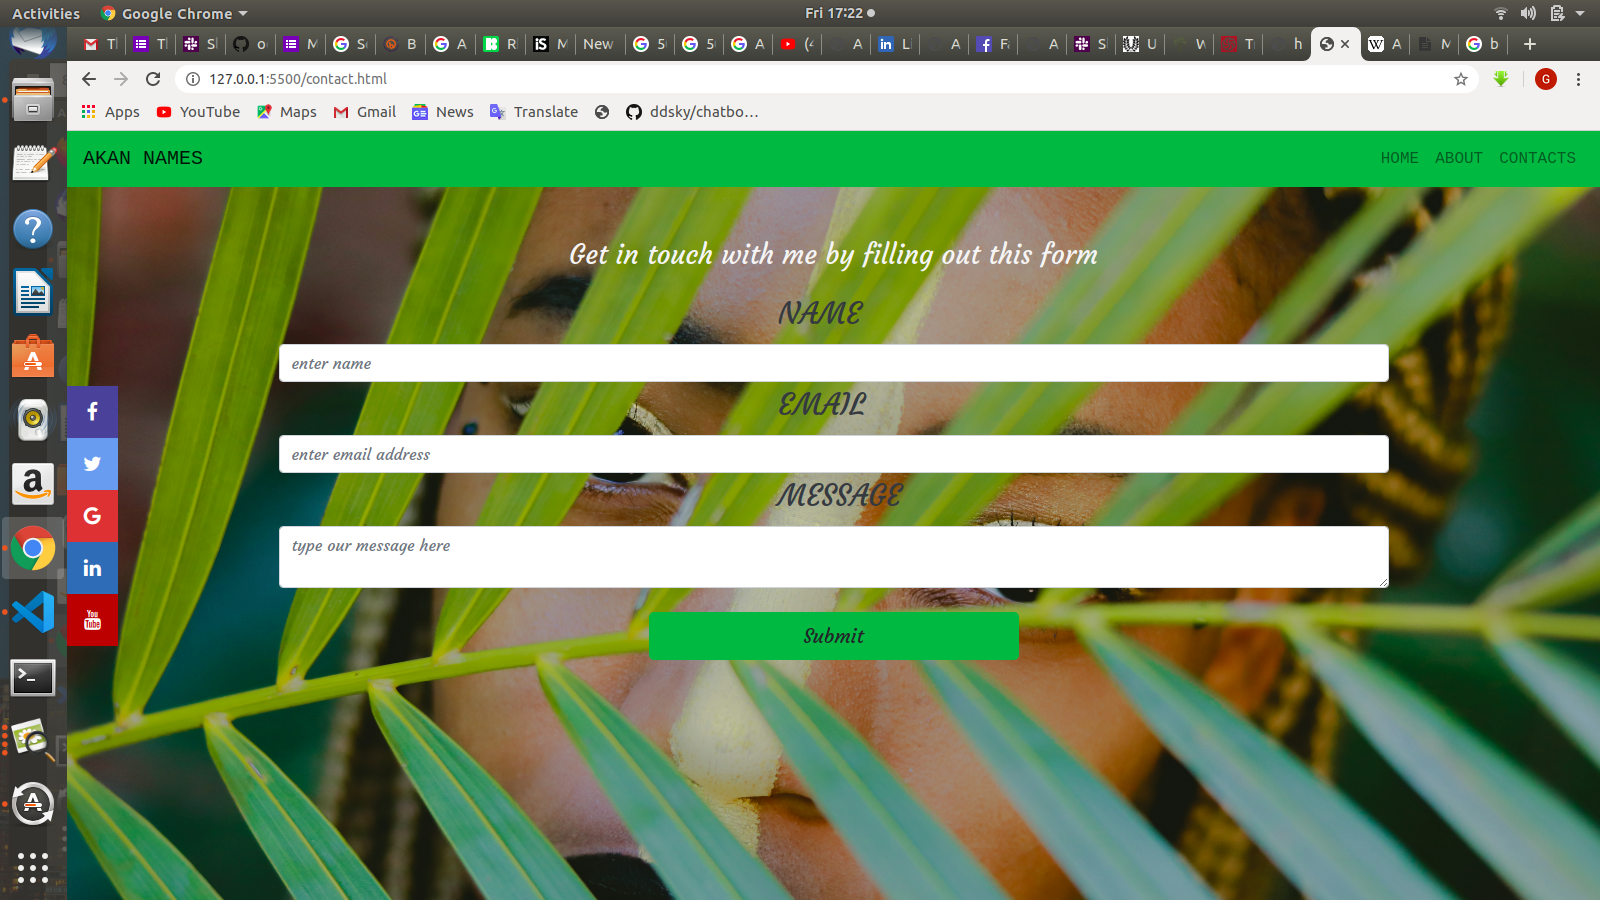 Activities Google Chrome Fri 17:22
New
127.0.0.1:5500/contact.html G
Apps YouTube Maps Gmail News Translate ddsky/chatbo...
AKAN NAMES HOME ABOUT CONTACTS
Get in touch with me by filling out this form
NAME
enter name
EMAIL
enter email address
MESSAGE
type our message here
Submit
You
Tube